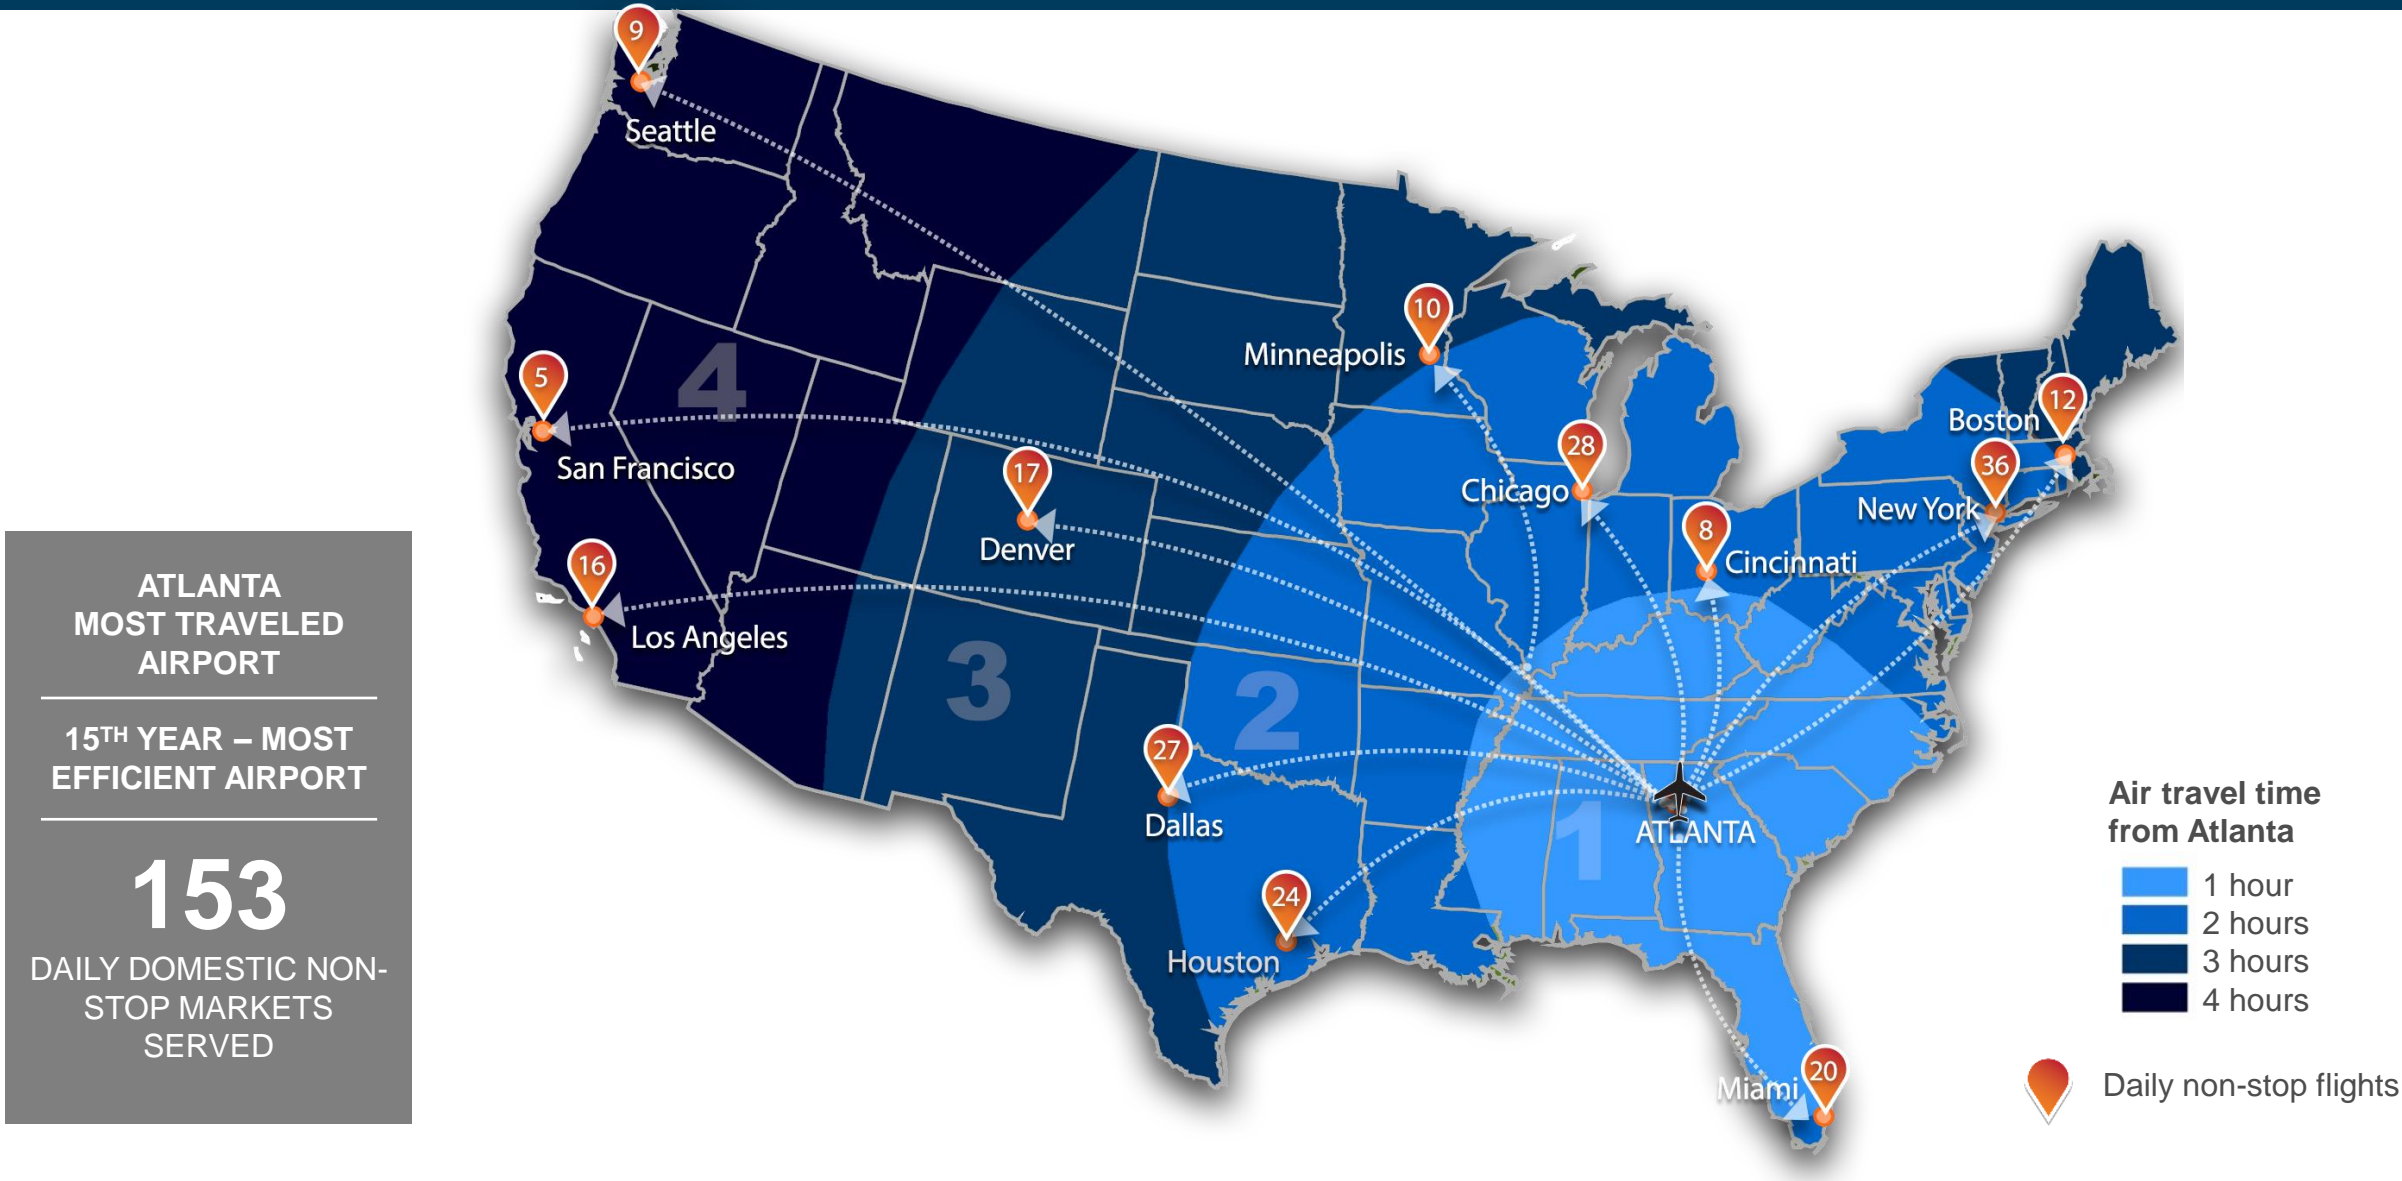 ATLANTA
MOST TRAVELED
AIRPORT
15TH YEAR – MOST
EFFICIENT AIRPORT
153
DAILY DOMESTIC NON-
STOP MARKETS
SERVED
9
Seattle
5
San Francisco
16
Los Angeles
4
17
Denver
3
10
Minneapolis
28
Chicago
8
Cincinnati
12
Boston
36
New York
2
27
Dallas
24
Houston
1
ATLANTA
20
Miami
Air travel time
from Atlanta
1 hour
2 hours
3 hours
4 hours
Daily non-stop flights